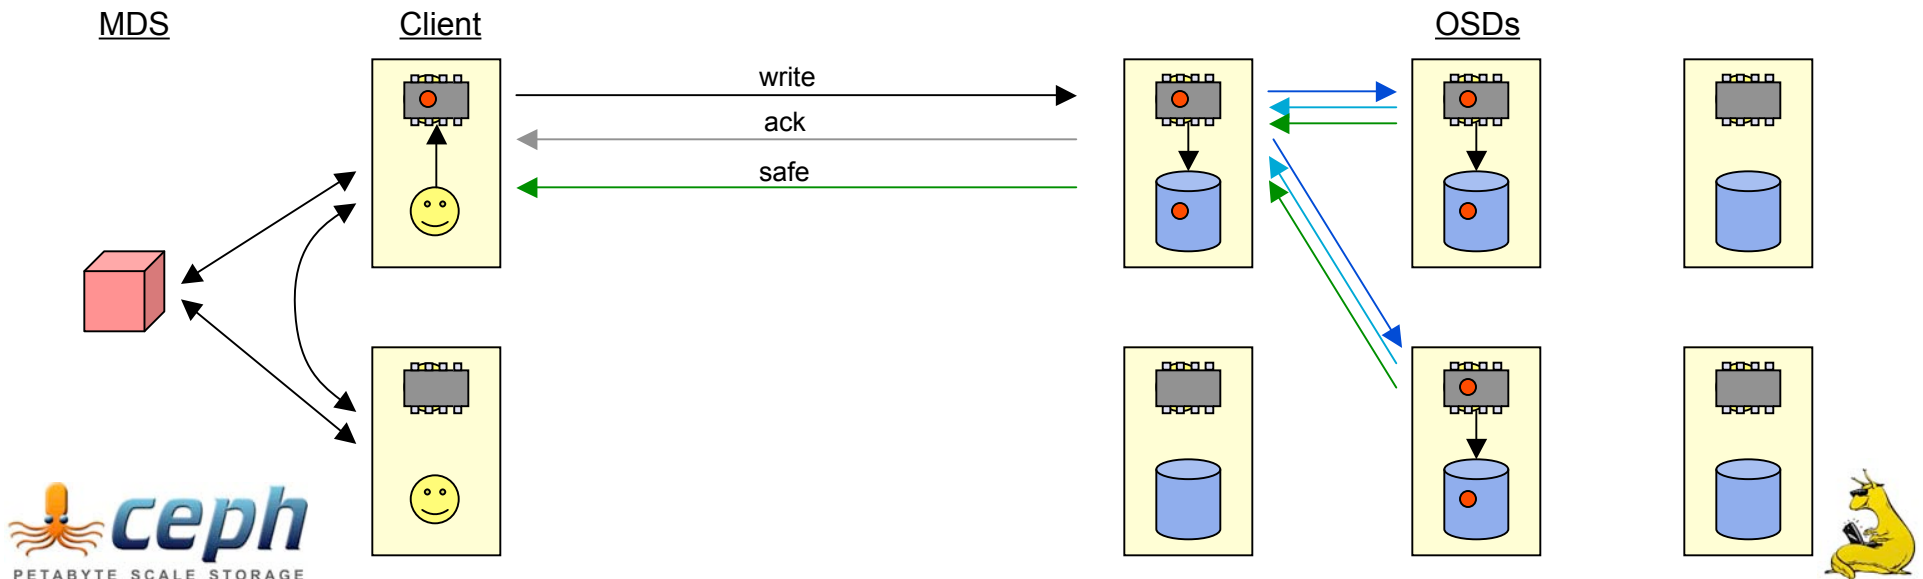 MDS
Client
OSDs
write
ack
safe
ceph
PETABYTE SCALE STORAGE